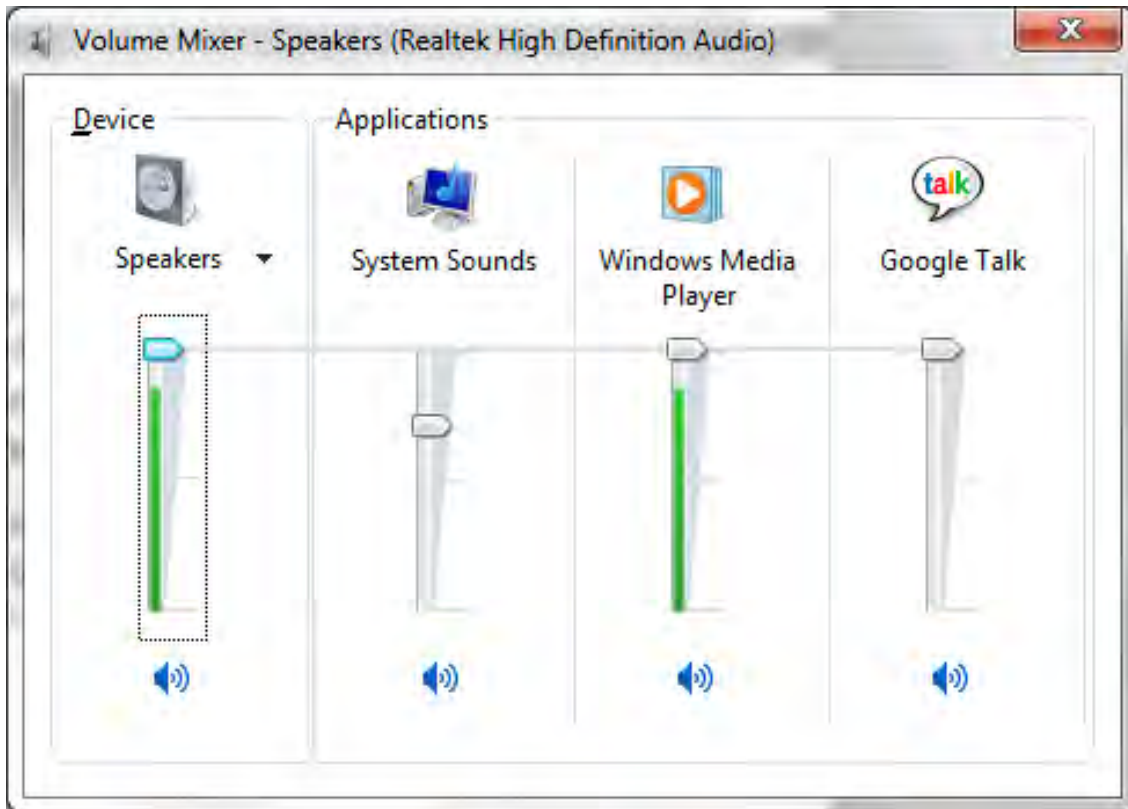 Volume Mixer - Speakers (Realtek High Definition Audio)
Device
Applications
talk
Speakers
System Sounds
Windows Media
Player
Google Talk